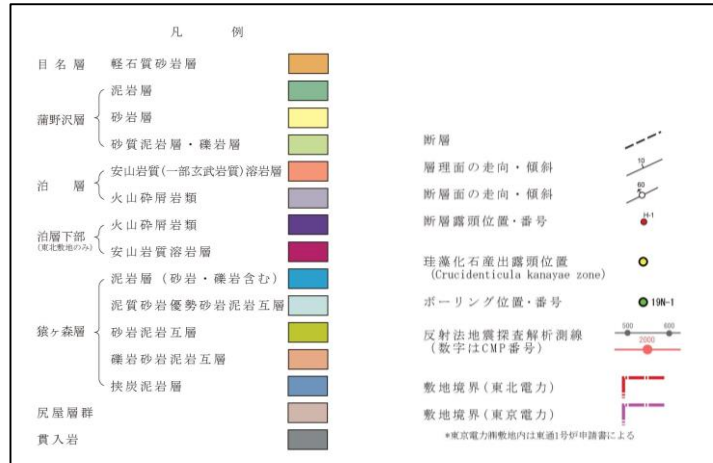 凡 例
目名層 軽石質砂岩層
泥岩層
蒲野沢層 砂岩層
砂質泥岩層・礫岩層
安山岩質(一部玄武岩質)溶岩層
泊層
火山砕屑岩類
泊層下部 火山砕屑岩類
(東北敷地のみ)
安山岩質溶岩層
泥岩層(砂岩・礫岩含む)
泥質砂岩優勢砂岩泥岩互層
猿ヶ森層 砂岩泥岩互層
礫岩砂岩泥岩互層
挟炭泥岩層
尻屋層群
貫入岩
断層
層理面の走向・傾斜 10
断層面の走向・傾斜 60
断層露頭位置・番号 H-1
珪藻化石産出露頭位置
(Crucidenticula kanayae zone)
ボーリング位置・番号 19N-1
反射法地震探査解析測線 500 600
(数字はCMP番号) 2000
敷地境界(東北電力)
敷地境界(東京電力)
*東京電力㈱敷地内は東通1号炉申請書による